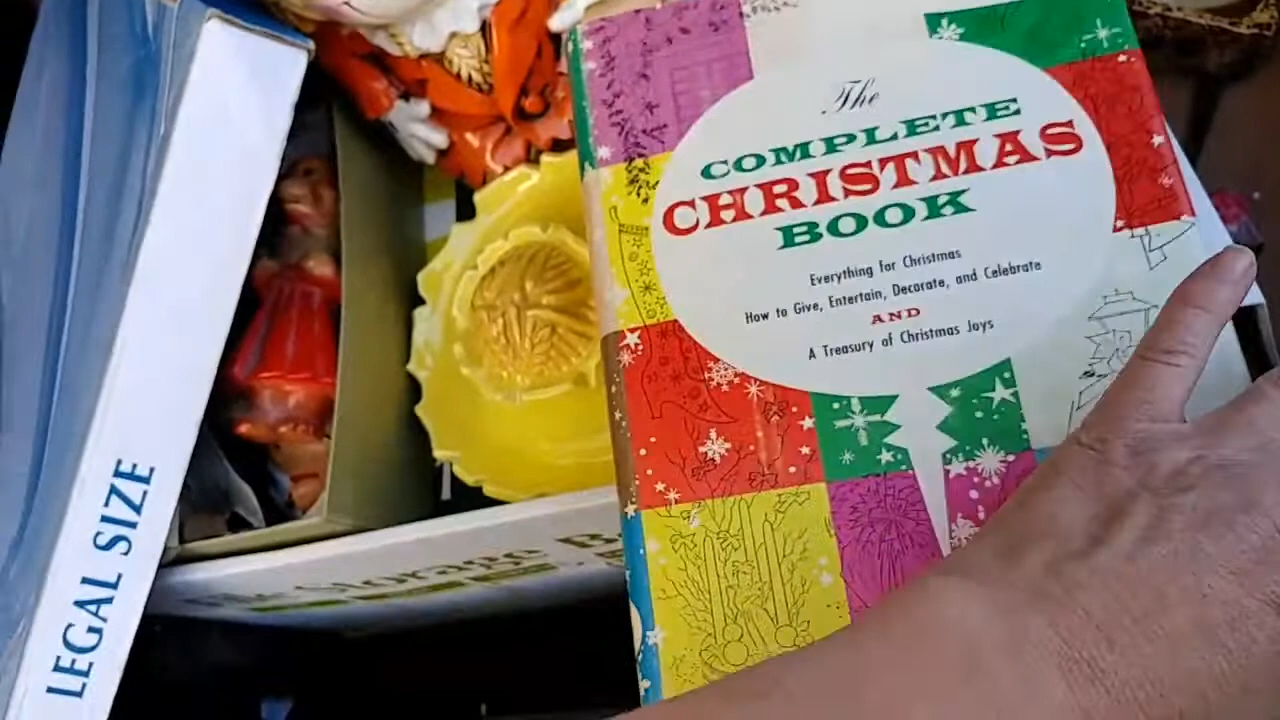 The
COMPLETE
CHRISTMAS
BOOK
Everything for Christmas
How to Give, Entertain, Decorate, and Celebrate
AND
A Treasury of Christmas Joys
LEGAL SIZE
Storage